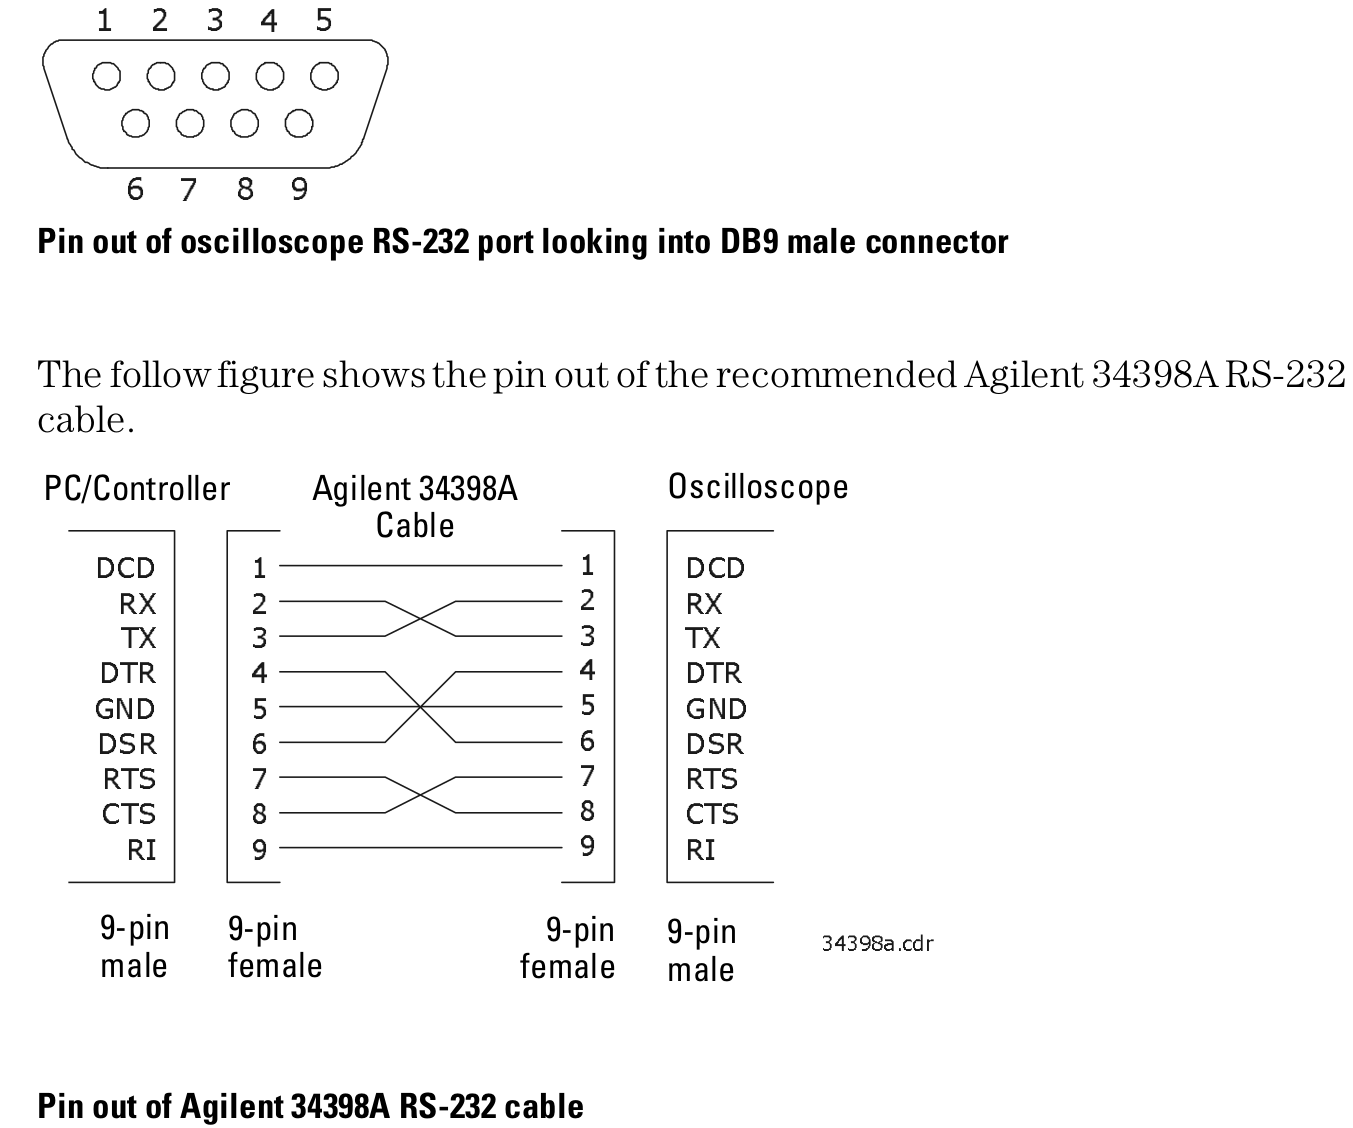 1 2 3 4 5
6 7 8 9
Pin out of oscilloscope RS-232 port looking into DB9 male connector
The follow figure shows the pin out of the recommended Agilent 34398A RS-232
cable.
PC/Controller Agilent 34398A Oscilloscope
Cable
DCD 1 1 DCD
RX 2 2 RX
TX 3 3 TX
DTR 4 4 DTR
GND 5 5 GND
DSR 6 6 DSR
RTS 7 7 RTS
CTS 8 8 CTS
RI 9 9 RI
9-pin 9-pin 9-pin 9-pin 34398a.cdr
male female female male
Pin out of Agilent 34398A RS-232 cable